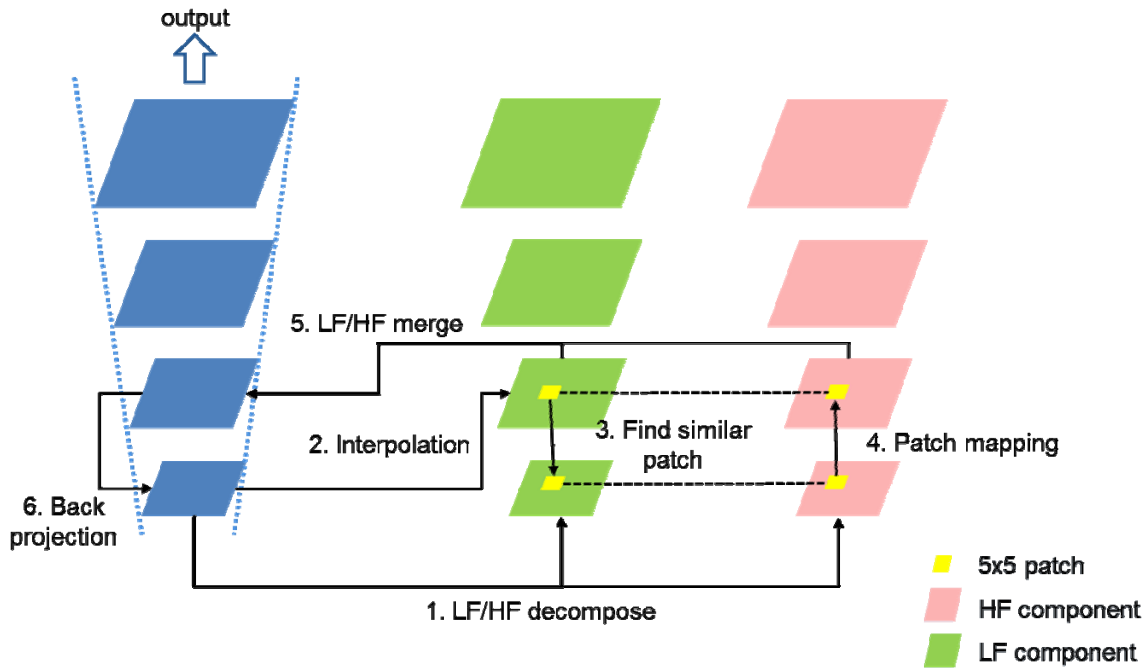 output
5. LF/HF merge
2. Interpolation
3. Find similar
patch
4. Patch mapping
6. Back
projection
1. LF/HF decompose
5x5 patch
HF component
LF component